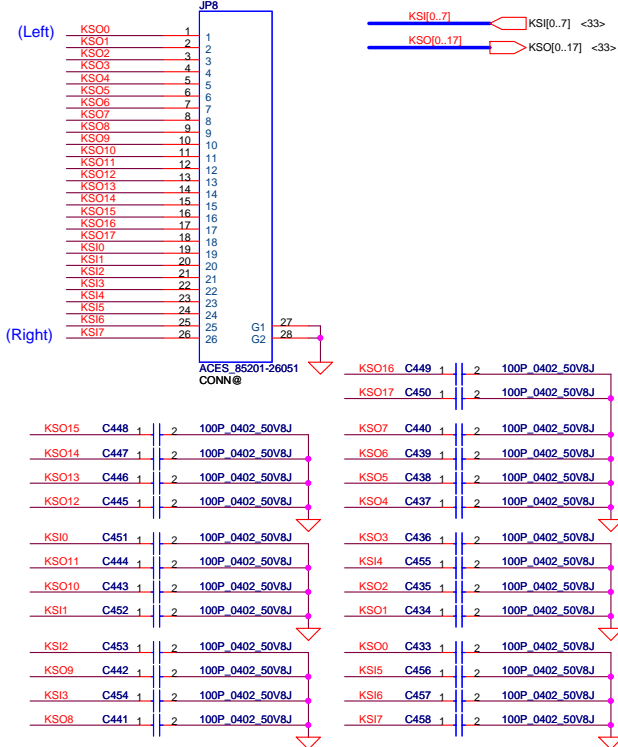 JP8
(Left)
KSO0 1 1
KSO1 2 2
KSO2 3 3
KSO3 4 4
KSO4 5 5
KSO5 6 6
KSO6 7 7
KSO7 8 8
KSO8 9 9
KSO9 10 10
KSO10 11 11
KSO11 12 12
KSO12 13 13
KSO13 14 14
KSO14 15 15
KSO15 16 16
KSO16 17 17
KSO17 18 18
KSI0 19 19
KSI1 20 20
KSI2 21 21
KSI3 22 22
KSI4 23 23
KSI5 24 24
KSI6 25 25 G1 27
KSI7 26 26 G2 28
(Right)
ACES_85201-26051
CONN@
KSI[0..7] KSI[0..7] <33>
KSO[0..17] KSO[0..17] <33>
KSO16 C449 1 2 100P_0402_50V8J
KSO17 C450 1 2 100P_0402_50V8J
KSO15 C448 1 2 100P_0402_50V8J
KSO14 C447 1 2 100P_0402_50V8J
KSO13 C446 1 2 100P_0402_50V8J
KSO12 C445 1 2 100P_0402_50V8J
KSI0 C451 1 2 100P_0402_50V8J
KSO11 C444 1 2 100P_0402_50V8J
KSO10 C443 1 2 100P_0402_50V8J
KSI1 C452 1 2 100P_0402_50V8J
KSI2 C453 1 2 100P_0402_50V8J
KSO9 C442 1 2 100P_0402_50V8J
KSI3 C454 1 2 100P_0402_50V8J
KSO8 C441 1 2 100P_0402_50V8J
KSO7 C440 1 2 100P_0402_50V8J
KSO6 C439 1 2 100P_0402_50V8J
KSO5 C438 1 2 100P_0402_50V8J
KSO4 C437 1 2 100P_0402_50V8J
KSO3 C436 1 2 100P_0402_50V8J
KSI4 C455 1 2 100P_0402_50V8J
KSO2 C435 1 2 100P_0402_50V8J
KSO1 C434 1 2 100P_0402_50V8J
KSO0 C433 1 2 100P_0402_50V8J
KSI5 C456 1 2 100P_0402_50V8J
KSI6 C457 1 2 100P_0402_50V8J
KSI7 C458 1 2 100P_0402_50V8J